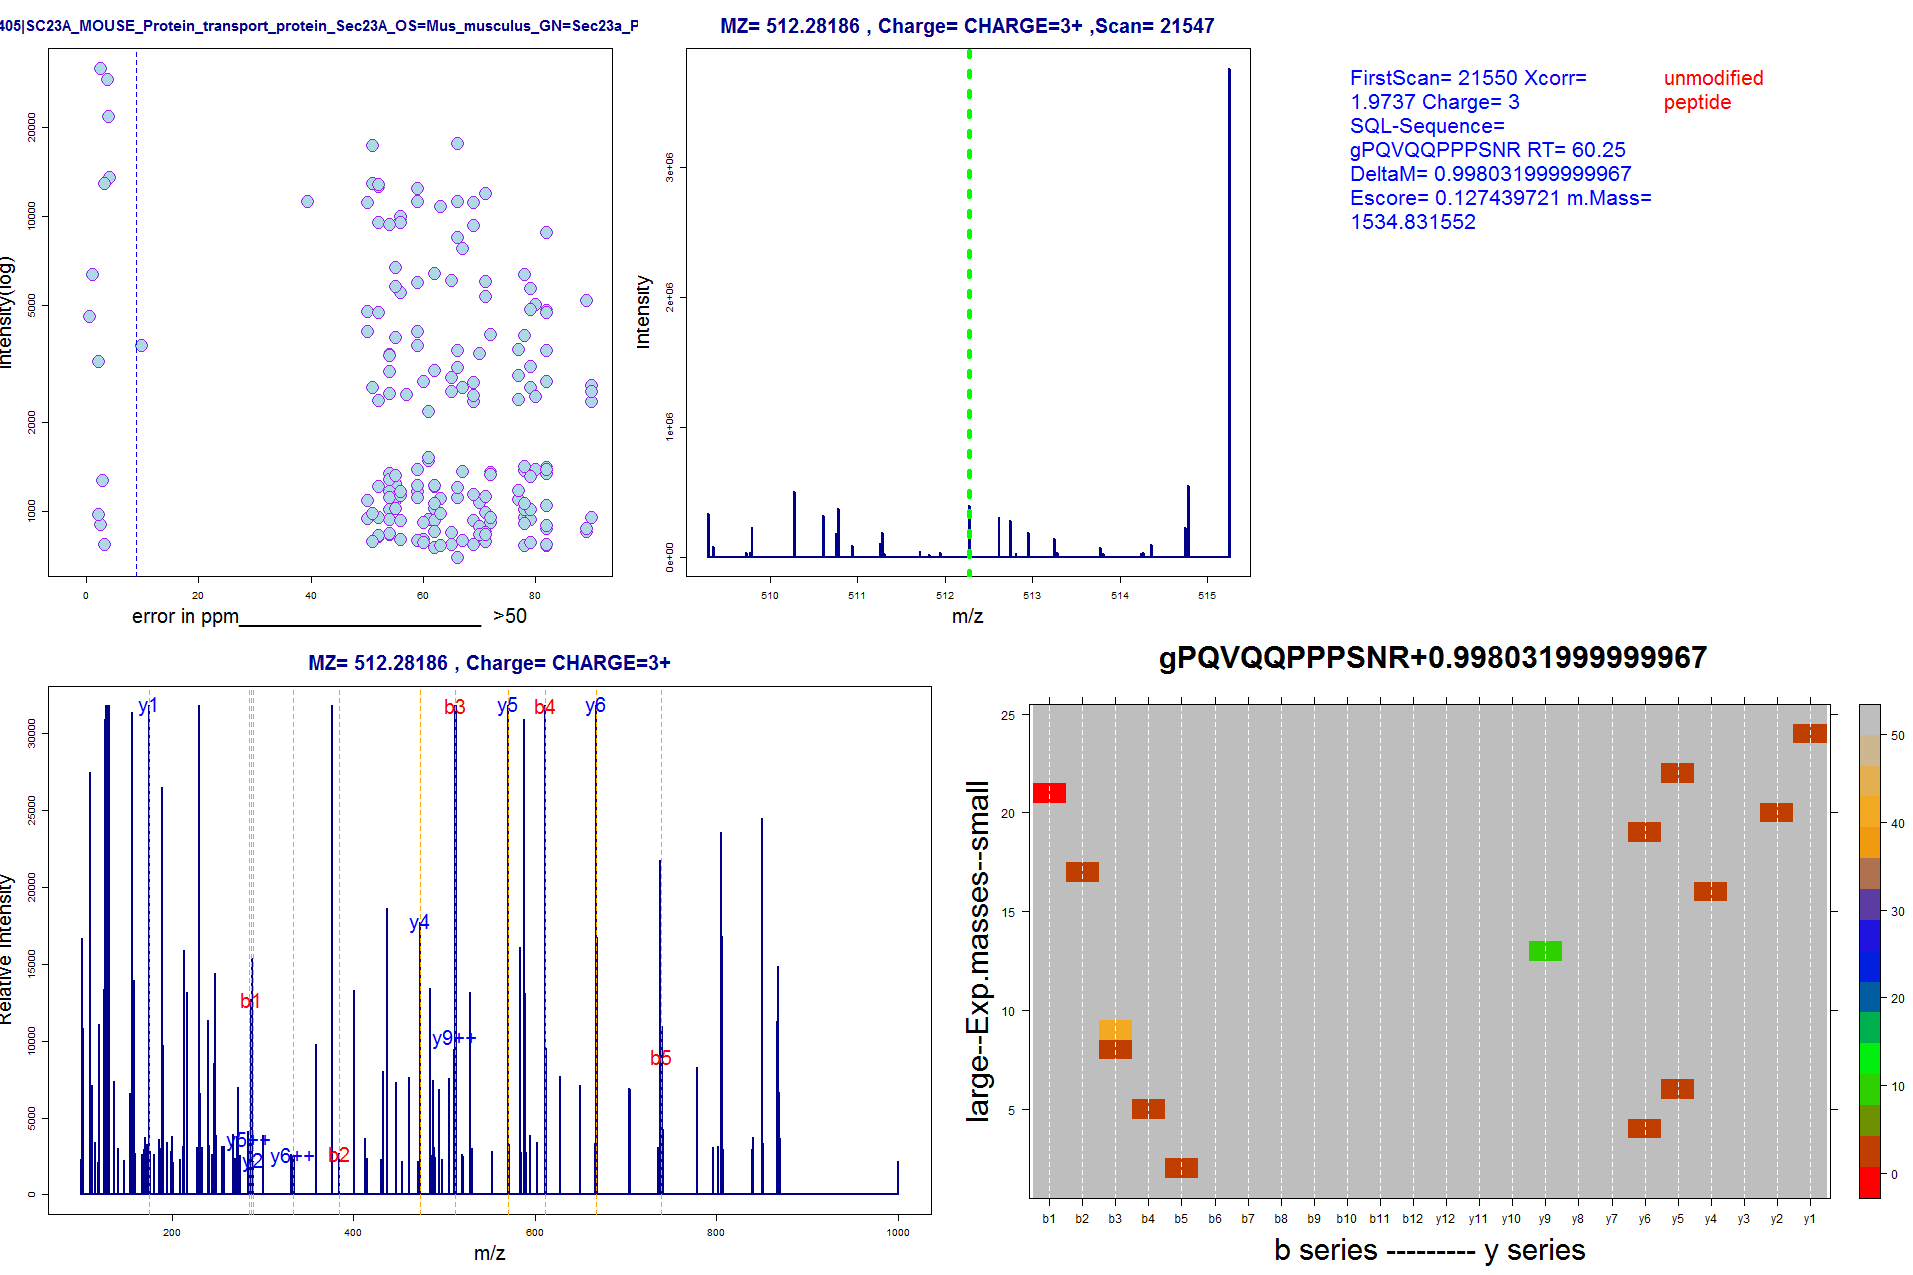 405|SC23A_MOUSE_Protein_transport_protein_Sec23A_OS=Mus_musculus_GN=Sec23a_P
Intensity(log)
20000
10000
5000
2000
1000
0 20 40 60 80
error in ppm______________________ >50
MZ= 512.28186 , Charge= CHARGE=3+ ,Scan= 21547
Intensity
3e+06
2e+06
1e+06
0e+00
510 511 512 513 514 515
m/z
FirstScan= 21550 Xcorr=
1.9737 Charge= 3
SQL-Sequence=
gPQVQQPPPSNR RT= 60.25
DeltaM= 0.998031999999967
Escore= 0.127439721 m.Mass=
1534.831552
unmodified
peptide
MZ= 512.28186 , Charge= CHARGE=3+
Relative Intensity
30000
25000
20000
15000
10000
5000
0
y1
b3
y5
b4
y6
y4
b1
y9++
b5
y5++
y2
y6++
b2
200 400 600 800 1000
m/z
gPQVQQPPPSNR+0.998031999999967
large--Exp.masses--small
25
20
15
10
5
b1 b2 b3 b4 b5 b6 b7 b8 b9 b10 b11 b12 y12 y11 y10 y9 y8 y7 y6 y5 y4 y3 y2 y1
b series --------- y series
50
40
30
20
10
0